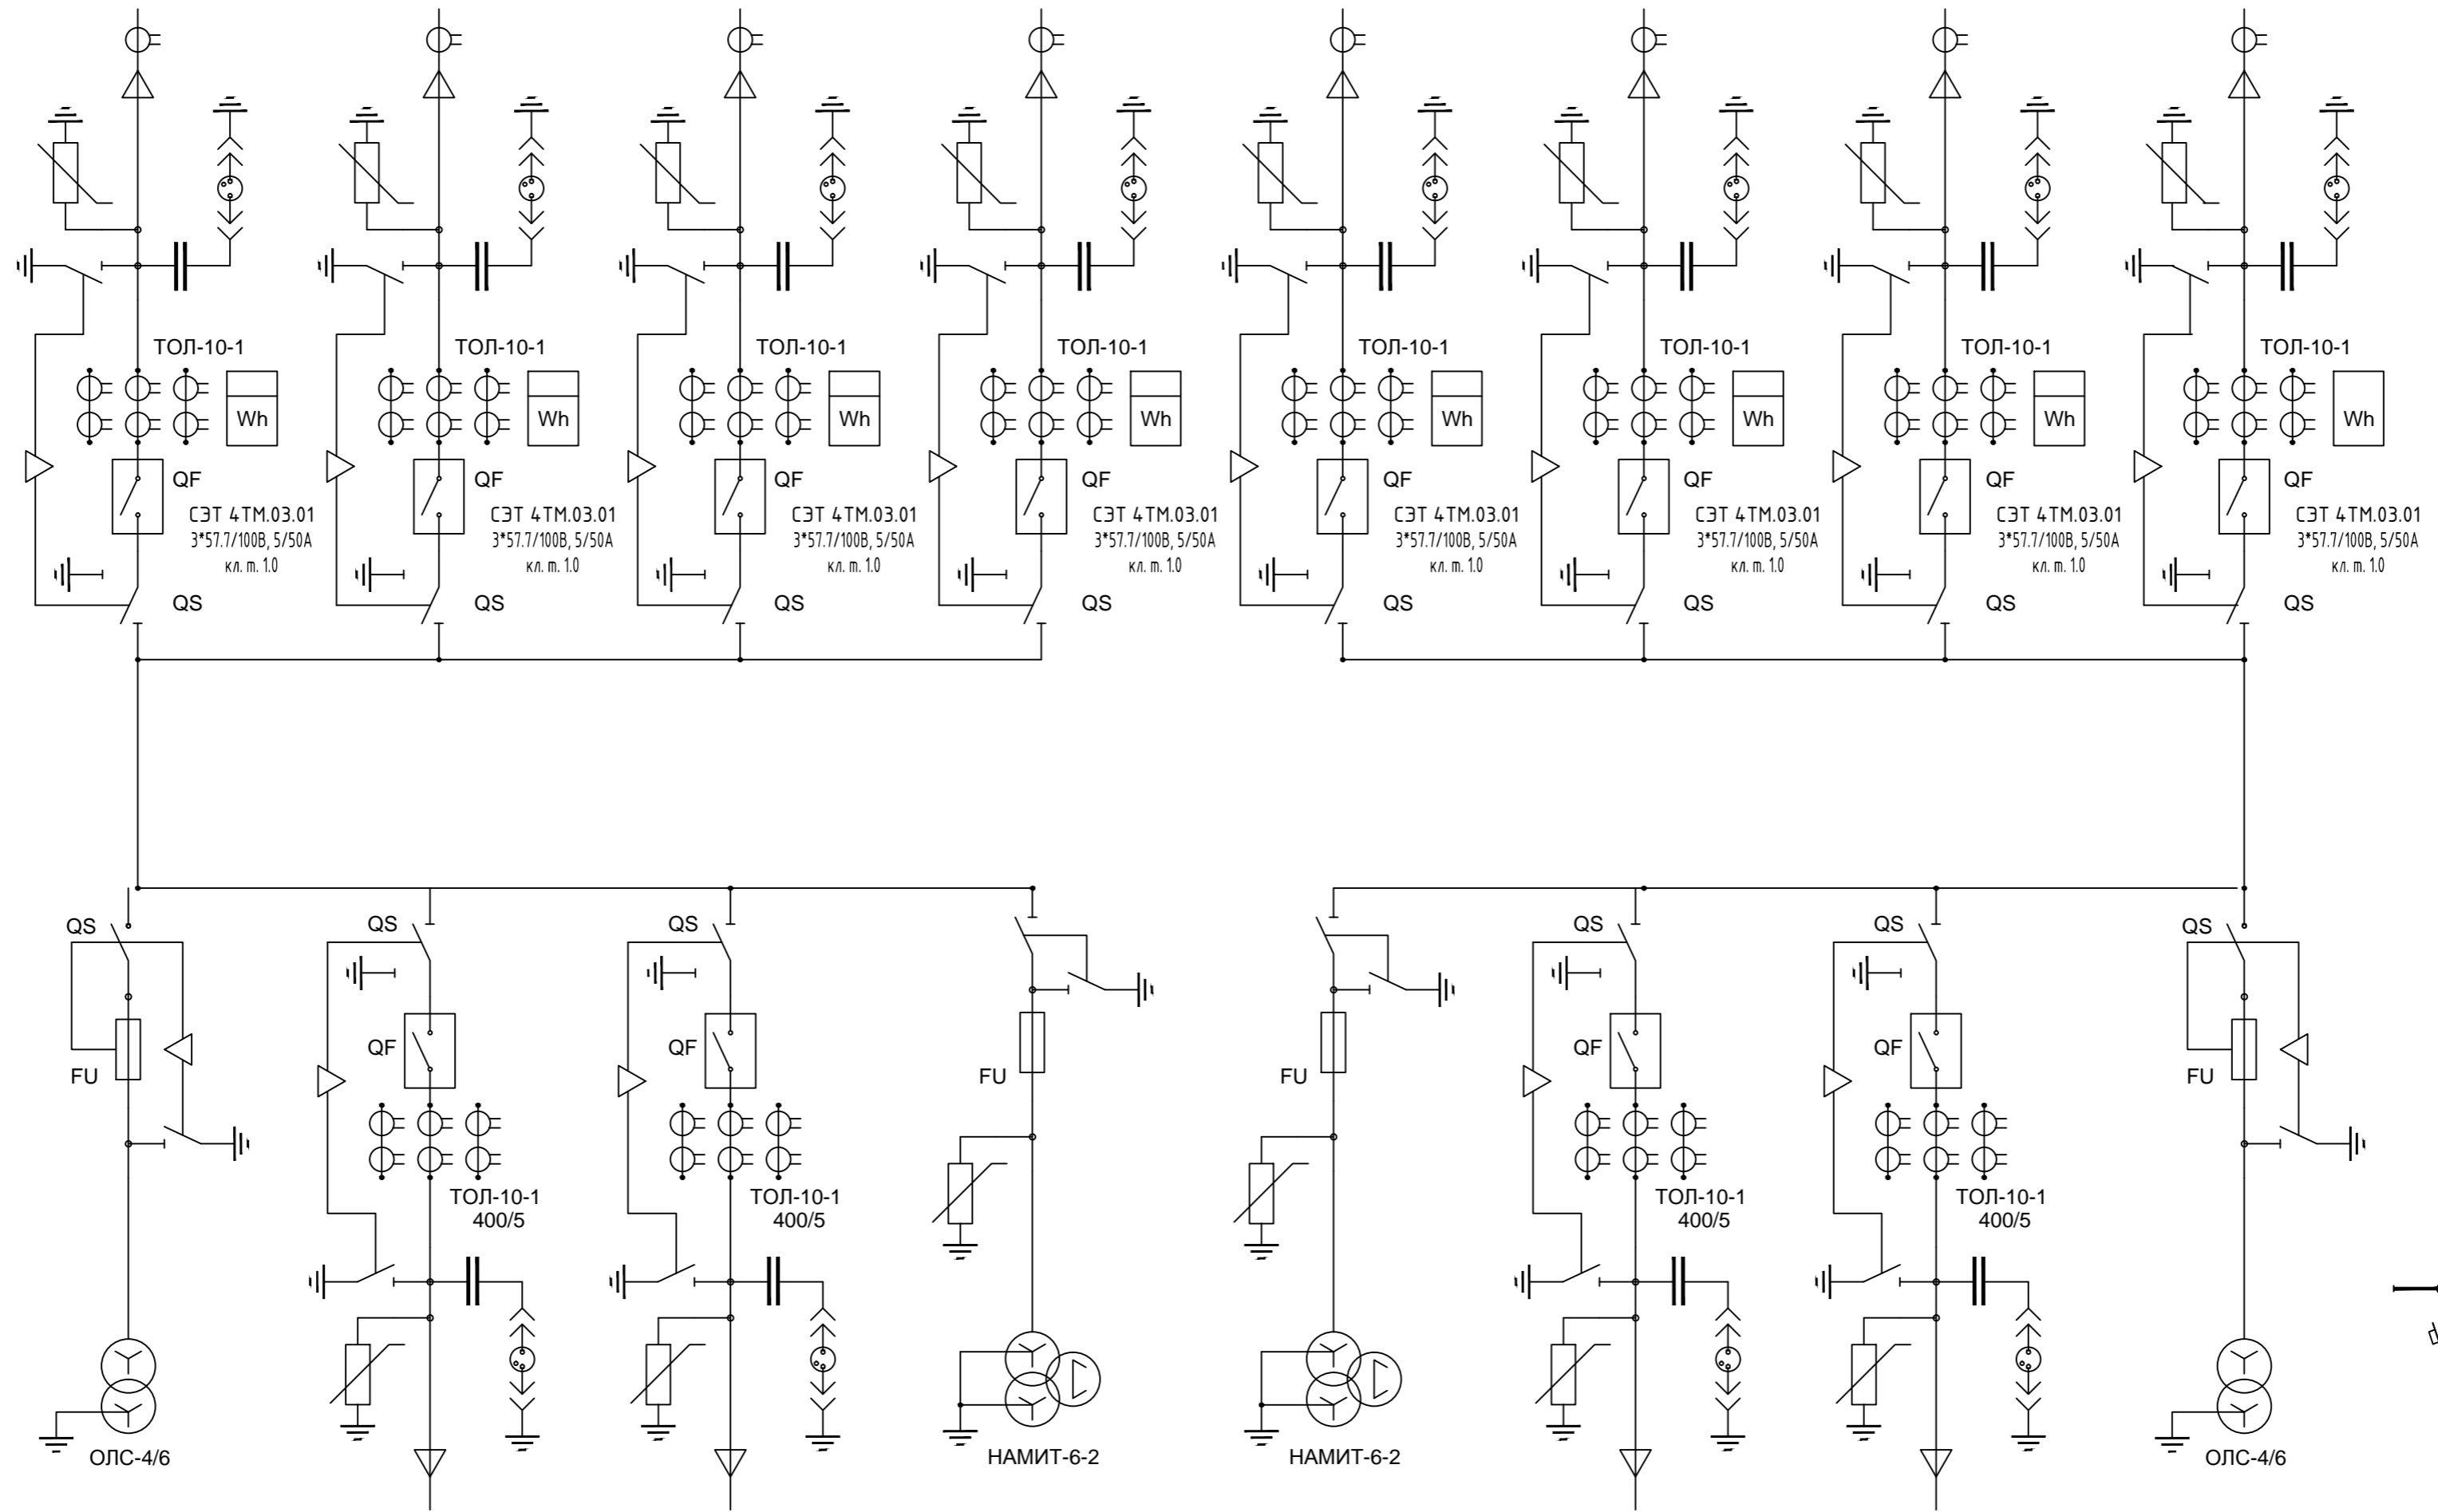 ТОЛ-10-1 ТОЛ-10-1 ТОЛ-10-1 ТОЛ-10-1 ТОЛ-10-1 ТОЛ-10-1 ТОЛ-10-1 ТОЛ-10-1
Wh Wh Wh Wh Wh Wh Wh Wh
QF QF QF QF QF QF QF QF
СЭТ 4ТМ.03.01 СЭТ 4ТМ.03.01 СЭТ 4ТМ.03.01 СЭТ 4ТМ.03.01 СЭТ 4ТМ.03.01 СЭТ 4ТМ.03.01 СЭТ 4ТМ.03.01 СЭТ 4ТМ.03.01
3*57.7/100В, 5/50А 3*57.7/100В, 5/50А 3*57.7/100В, 5/50А 3*57.7/100В, 5/50А 3*57.7/100В, 5/50А 3*57.7/100В, 5/50А 3*57.7/100В, 5/50А 3*57.7/100В, 5/50А
кл. т. 1.0 кл. т. 1.0 кл. т. 1.0 кл. т. 1.0 кл. т. 1.0 кл. т. 1.0 кл. т. 1.0 кл. т. 1.0
QS QS QS QS QS QS QS QS
QS QS QS QS QS QS
QF QF QF QF
FU FU FU FU
ТОЛ-10-1 ТОЛ-10-1 ТОЛ-10-1 ТОЛ-10-1
400/5 400/5 400/5 400/5
ОЛС-4/6 НАМИТ-6-2 НАМИТ-6-2 ОЛС-4/6